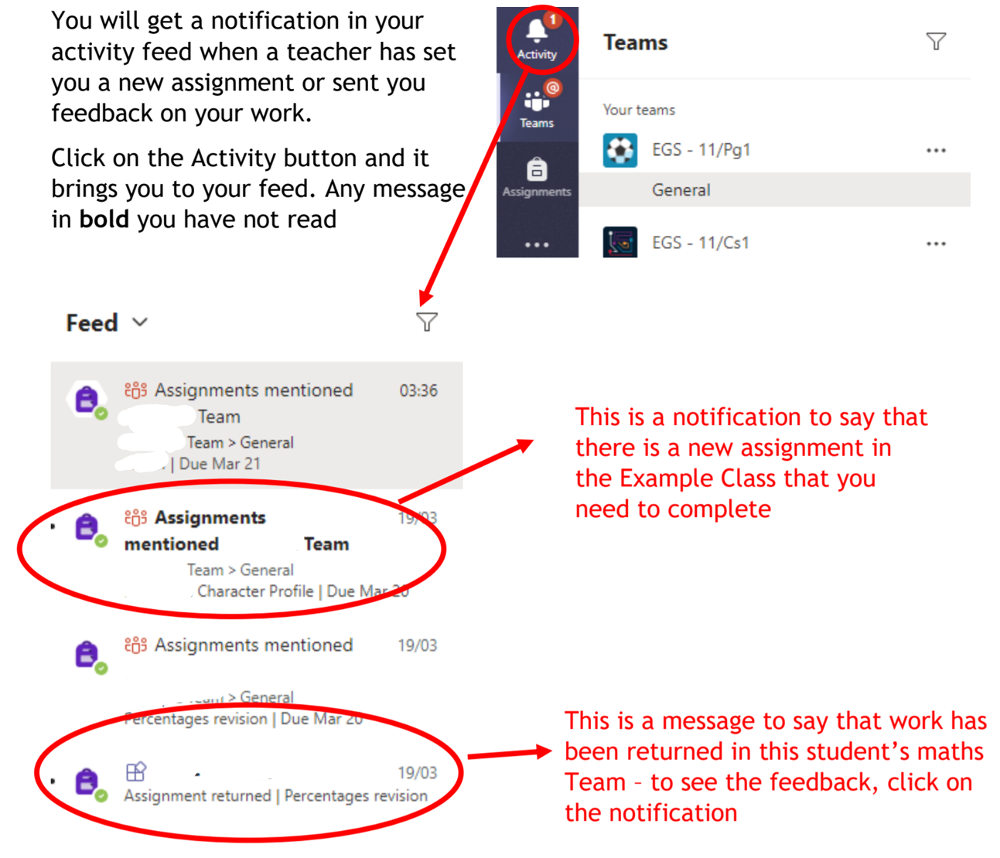 You will get a notification in your
activity feed when a teacher has set
you a new assignment or sent you
feedback on your work.
Click on the Activity button and it
brings you to your feed. Any message
in bold you have not read
1
Activity
@
Teams
Assignments
Teams
Your teams
EGS - 11/Pg1
General
EGS - 11/Cs1
Feed
Assignments mentioned 03:36
Team
Team > General
| Due Mar 21
Assignments 19/03
mentioned Team
Team > General
Character Profile | Due Mar 20
Assignments mentioned 19/03
> General
Percentages revision | Due Mar 20
19/03
Assignment returned | Percentages revision
This is a notification to say that
there is a new assignment in
the Example Class that you
need to complete
This is a message to say that work has
been returned in this student’s maths
Team – to see the feedback, click on
the notification